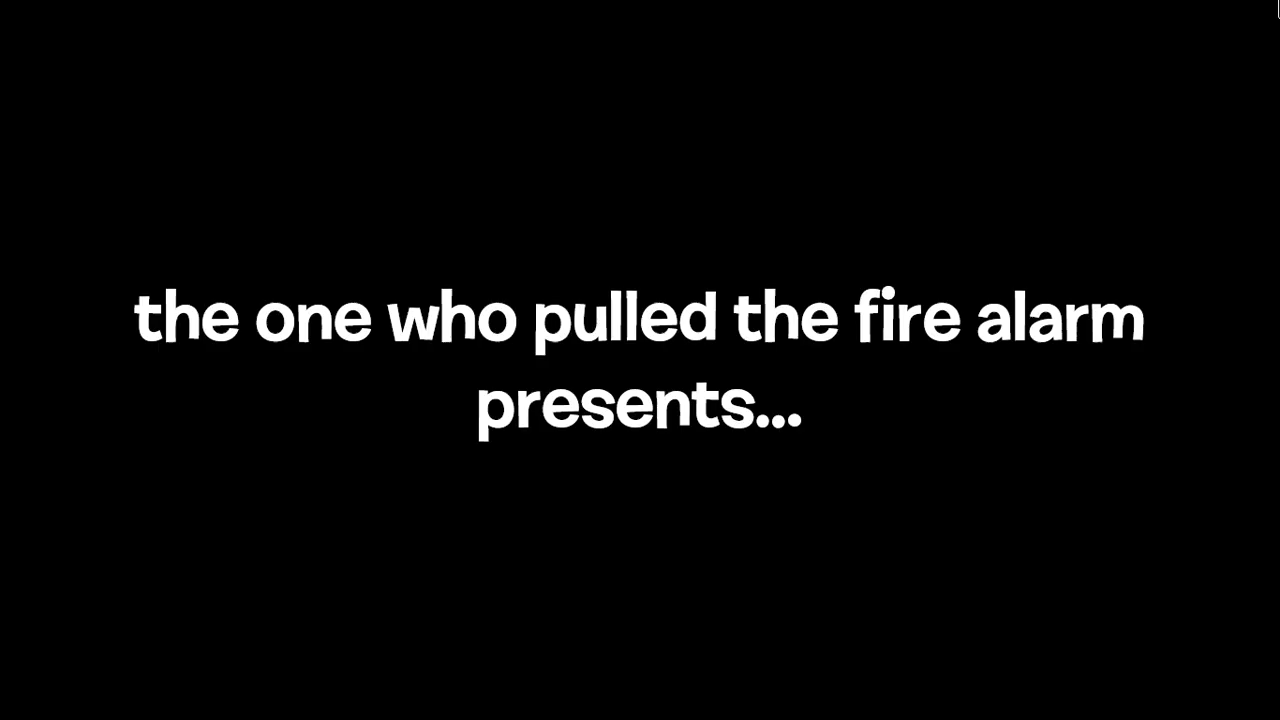 the one who pulled the fire alarm
presents...